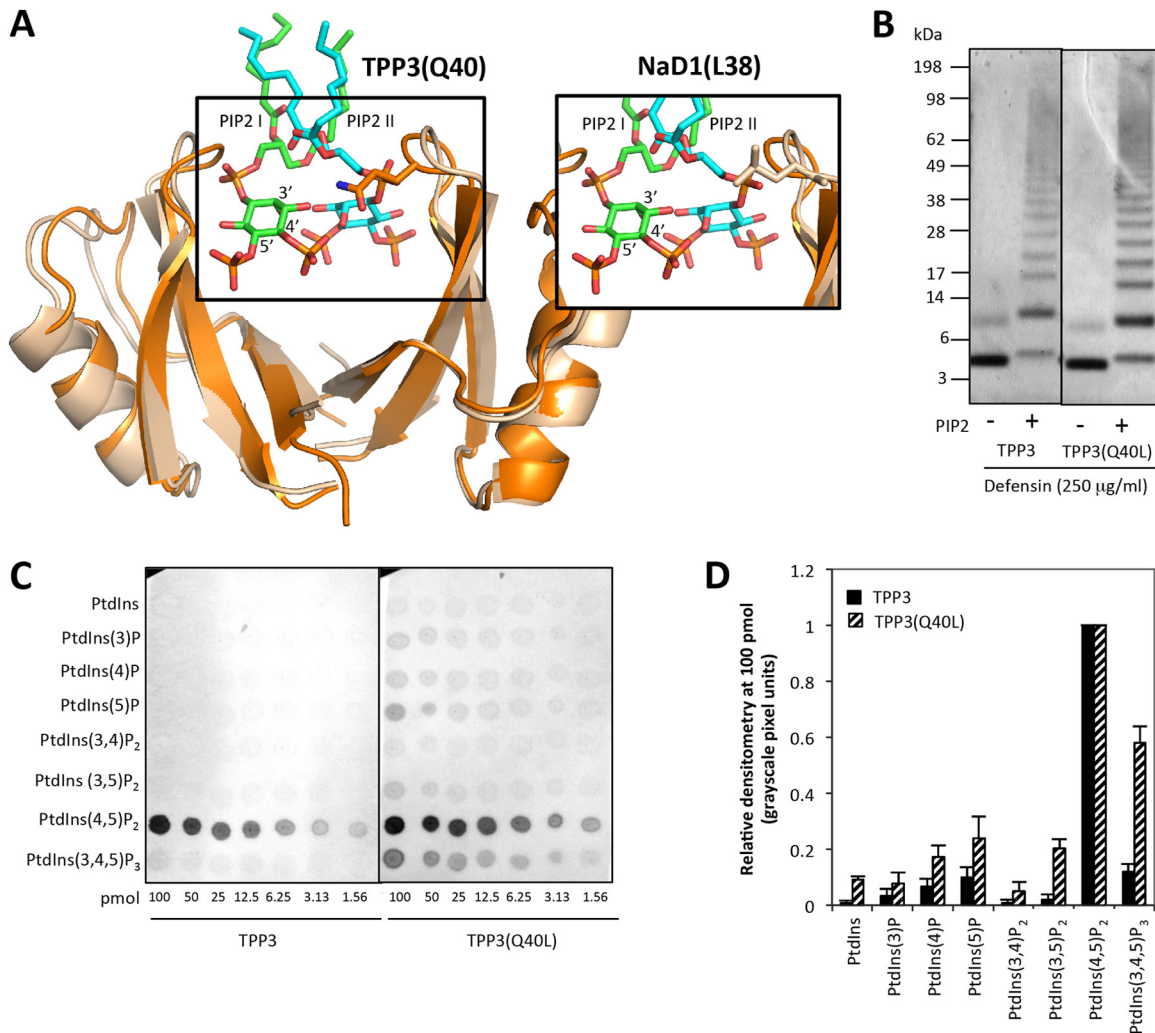 A
TPP3(Q40)
NaD1(L38)
PIP2 I
PIP2 II
3'
4'
5'
PIP2 I
PIP2 II
3'
4'
5'
B
kDa
198
98
62
49
38
28
17
14
6
3
PIP2 - + - +
TPP3 TPP3(Q40L)
Defensin (250 μg/ml)
C
PtdIns
PtdIns(3)P
PtdIns(4)P
PtdIns(5)P
PtdIns(3,4)P₂
PtdIns (3,5)P₂
PtdIns(4,5)P₂
PtdIns(3,4,5)P₃
pmol 100 50 25 12.5 6.25 3.13 1.56 100 50 25 12.5 6.25 3.13 1.56
TPP3 TPP3(Q40L)
D
Relative densitometry at 100 pmol
(grayscale pixel units)
1.2
1
0.8
0.6
0.4
0.2
0
TPP3
TPP3(Q40L)
PtdIns
PtdIns(3)P
PtdIns(4)P
PtdIns(5)P
PtdIns(3,4)P₂
PtdIns(3,5)P₂
PtdIns(4,5)P₂
PtdIns(3,4,5)P₃